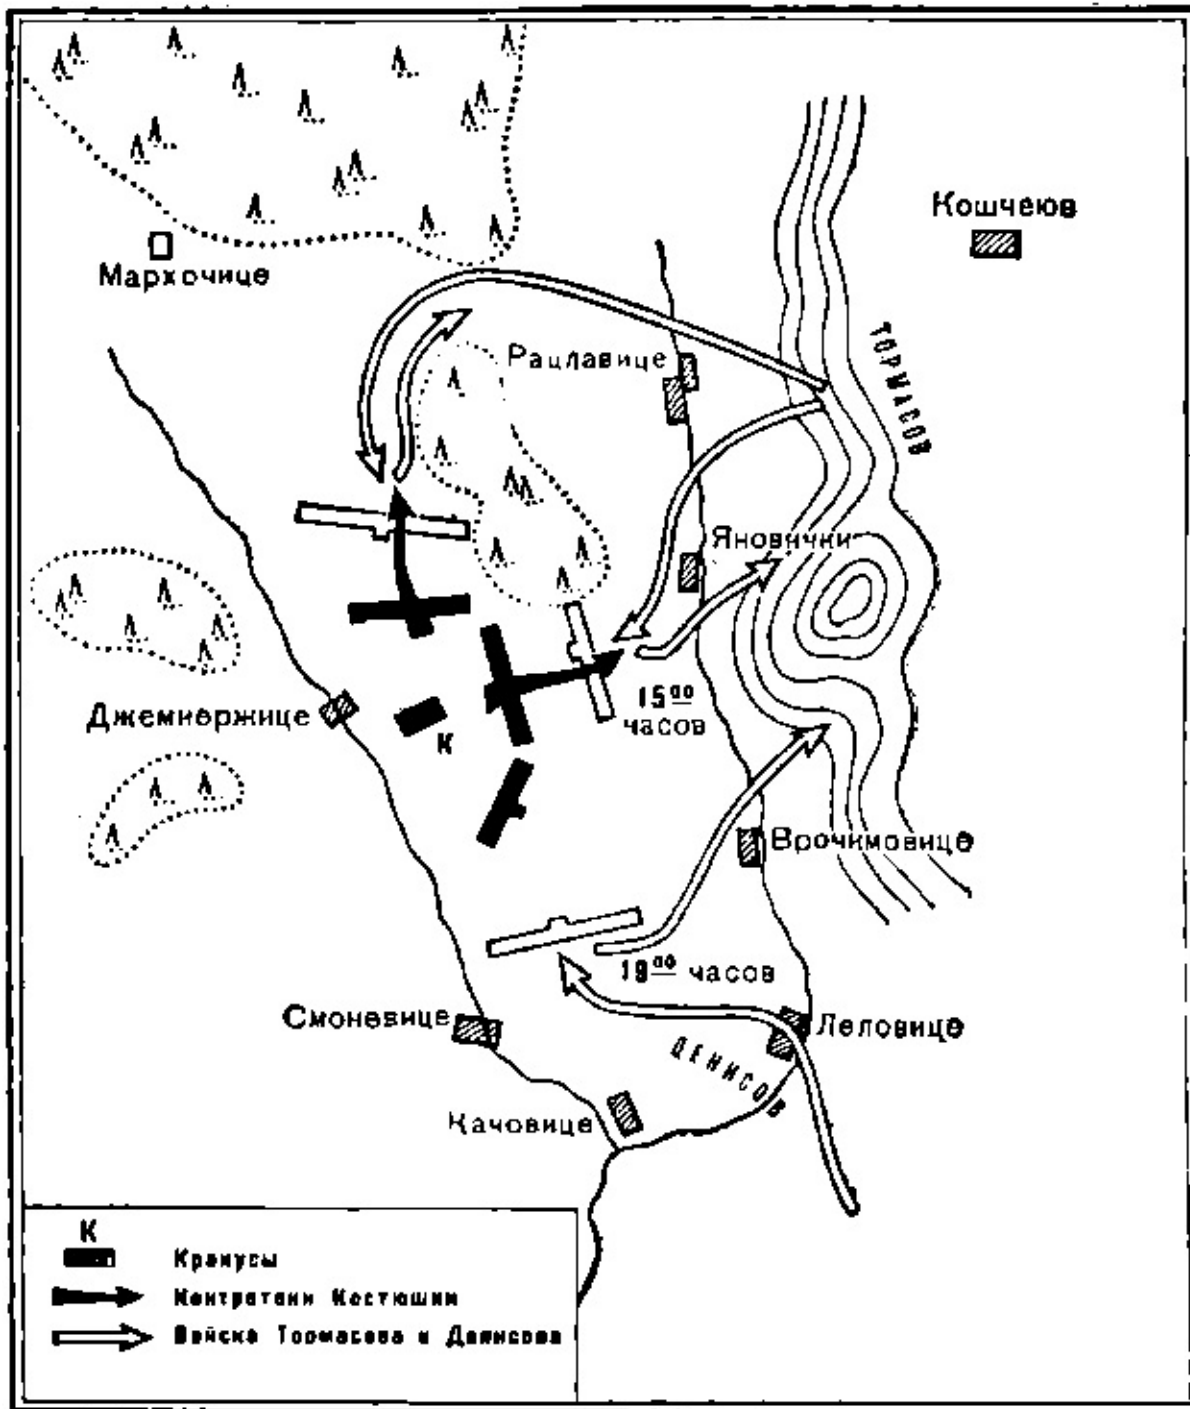 Кошчеюв
Мархочице
ТОРМАСОВ
Рацлавице
Яновички
15⁰⁰
часов
Джемиержице
К
Врочимовице
19⁰⁰ часов
Смоневице
Леловице
ДЕНИСОВ
Качовице
К
Кракусы
Контратаки Костюшки
Войска Тормасова и Денисова